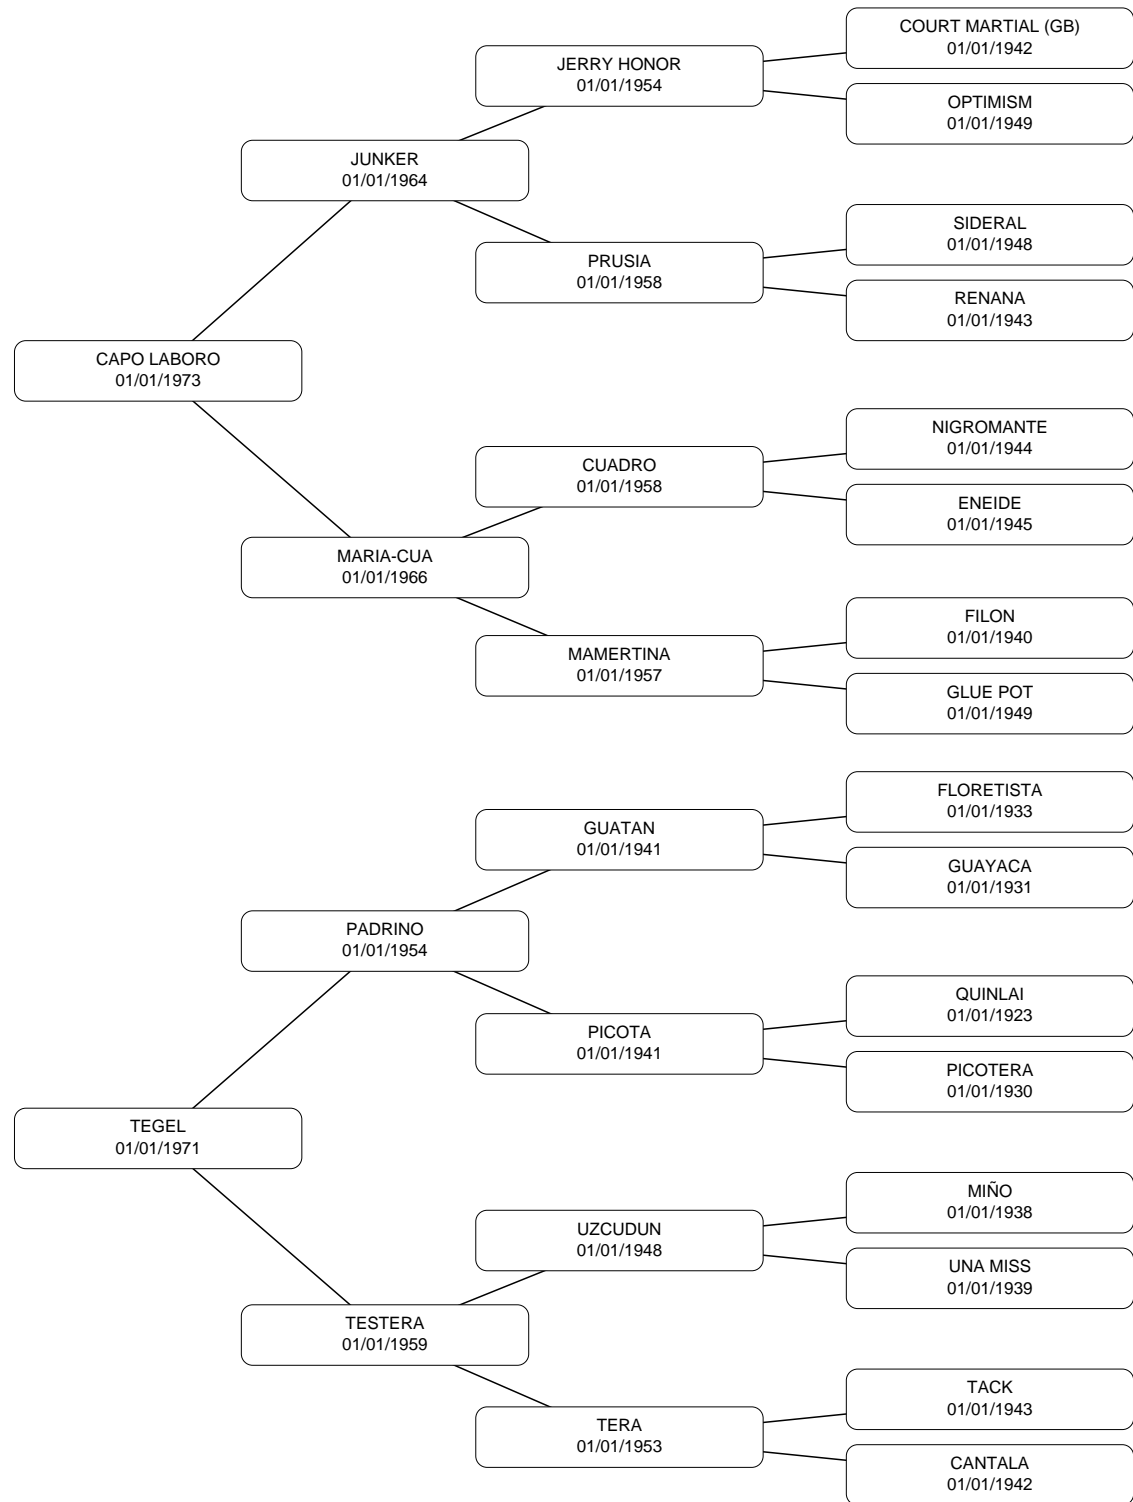 COURT MARTIAL (GB)
01/01/1942
JERRY HONOR
01/01/1954
OPTIMISM
01/01/1949
JUNKER
01/01/1964
SIDERAL
01/01/1948
PRUSIA
01/01/1958
RENANA
01/01/1943
CAPO LABORO
01/01/1973
NIGROMANTE
01/01/1944
CUADRO
01/01/1958
ENEIDE
01/01/1945
MARIA-CUA
01/01/1966
FILON
01/01/1940
MAMERTINA
01/01/1957
GLUE POT
01/01/1949
FLORETISTA
01/01/1933
GUATAN
01/01/1941
GUAYACA
01/01/1931
PADRINO
01/01/1954
QUINLAI
01/01/1923
PICOTA
01/01/1941
PICOTERA
01/01/1930
TEGEL
01/01/1971
MIÑO
01/01/1938
UZCUDUN
01/01/1948
UNA MISS
01/01/1939
TESTERA
01/01/1959
TACK
01/01/1943
TERA
01/01/1953
CANTALA
01/01/1942